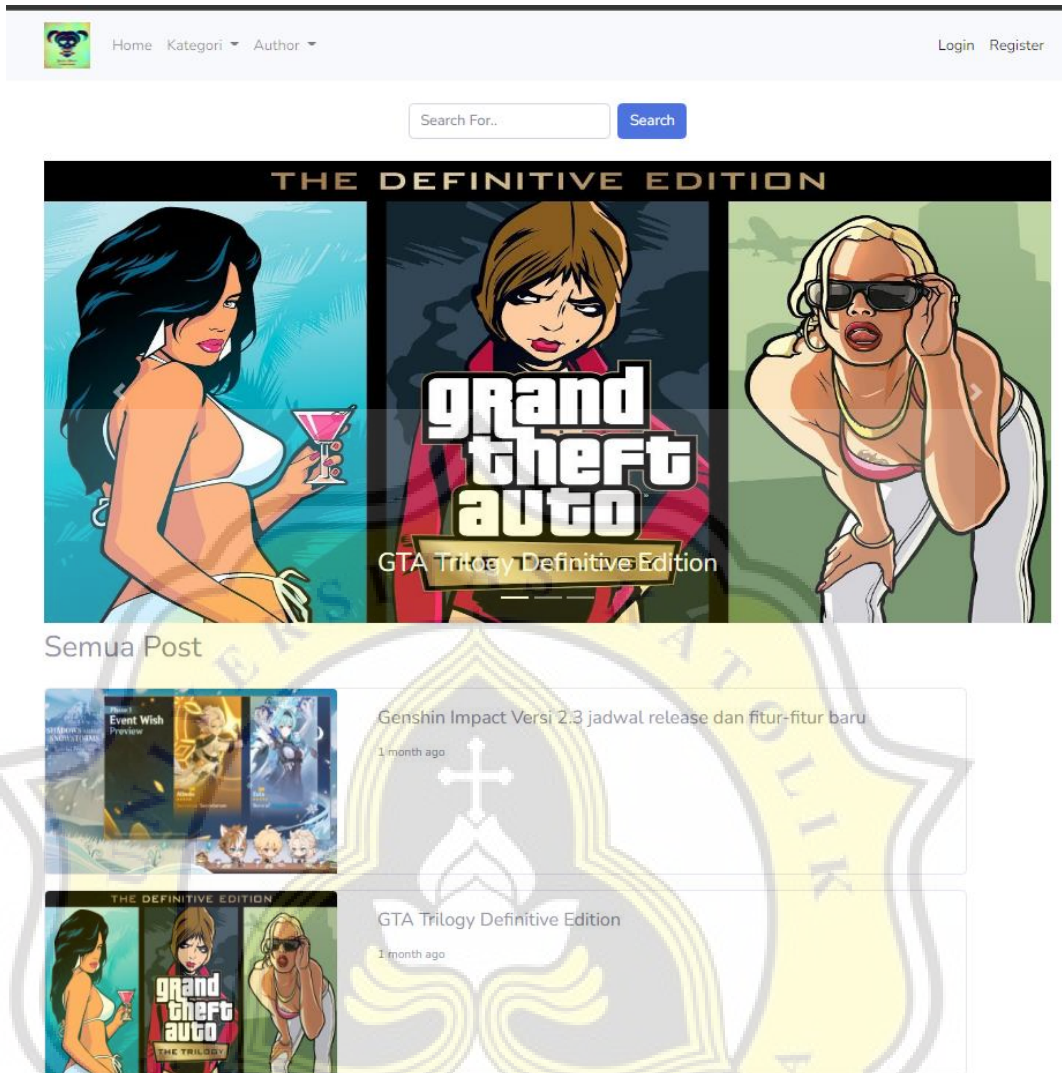 Home Kategori Author Login Register
Search For.. Search
THE DEFINITIVE EDITION
grand
theft
auto
GTA Trilogy Definitive Edition
Semua Post
Phase 1
Event Wish
Preview
Genshin Impact Versi 2.3 jadwal release dan fitur-fitur baru
1 month ago
THE DEFINITIVE EDITION
grand
theft
auto
THE TRILOGY
GTA Trilogy Definitive Edition
1 month ago